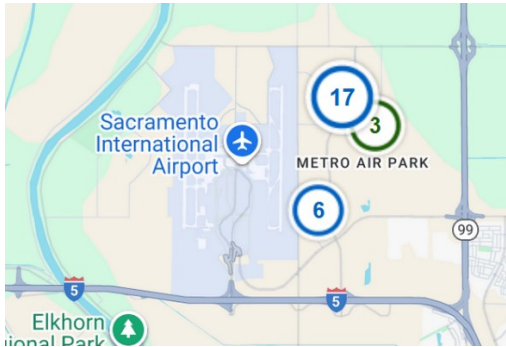 17
Sacramento
International
Airport
3
METRO AIR PARK
6
99
5
5
Elkhorn
ional Park